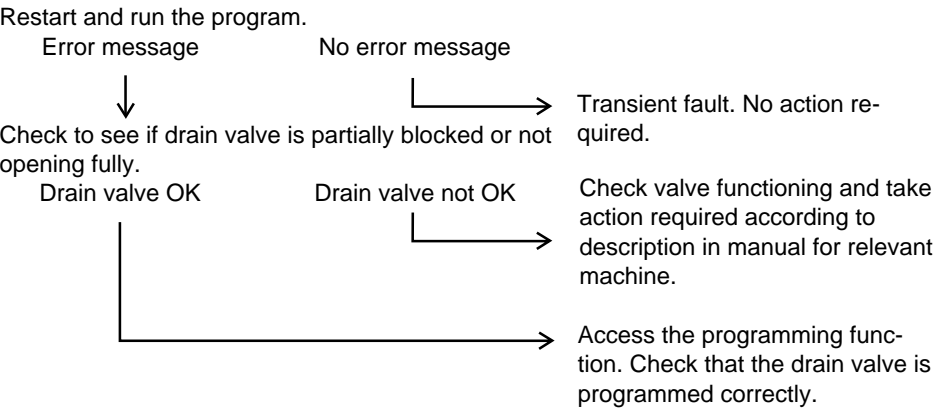 Restart and run the program.
Error message
No error message
Transient fault. No action re-
quired.
Check to see if drain valve is partially blocked or not
opening fully.
Drain valve OK
Drain valve not OK
Check valve functioning and take
action required according to
description in manual for relevant
machine.
Access the programming func-
tion. Check that the drain valve is
programmed correctly.